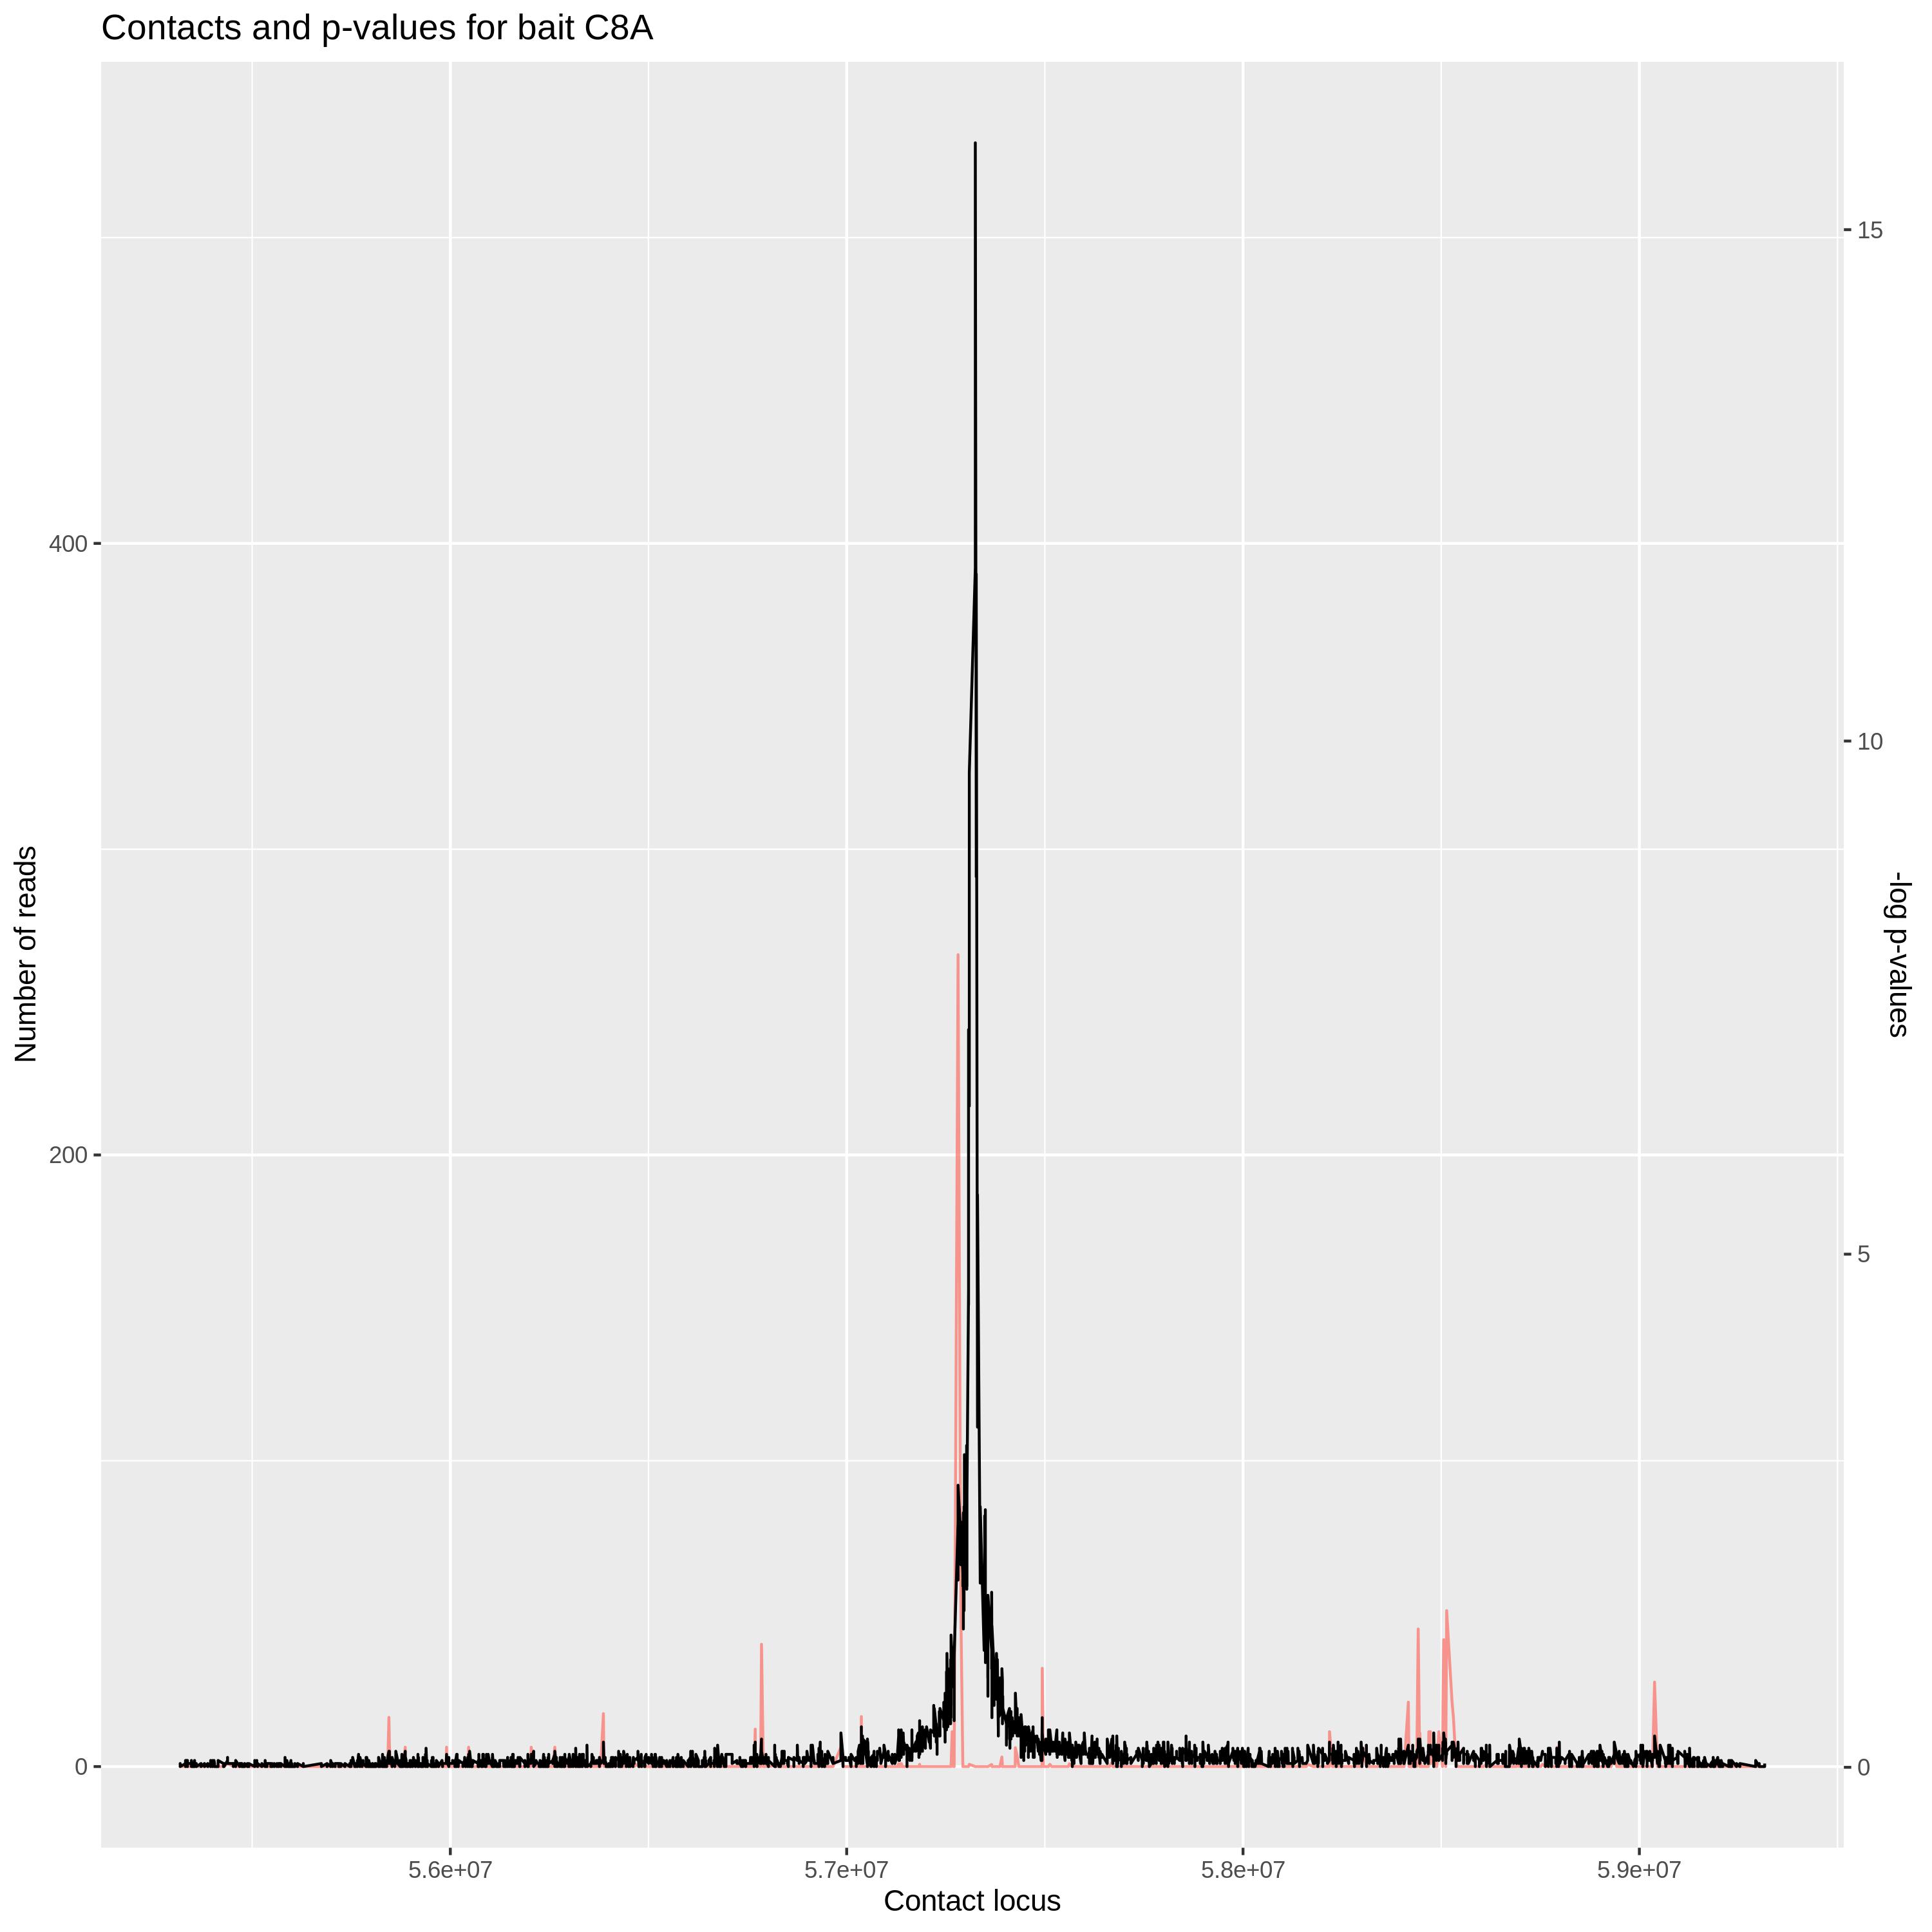 Contacts and p-values for bait C8A
15
400
10
Number of reads
-log p-values
200
5
0
0
5.6e+07
5.7e+07
5.8e+07
5.9e+07
Contact locus